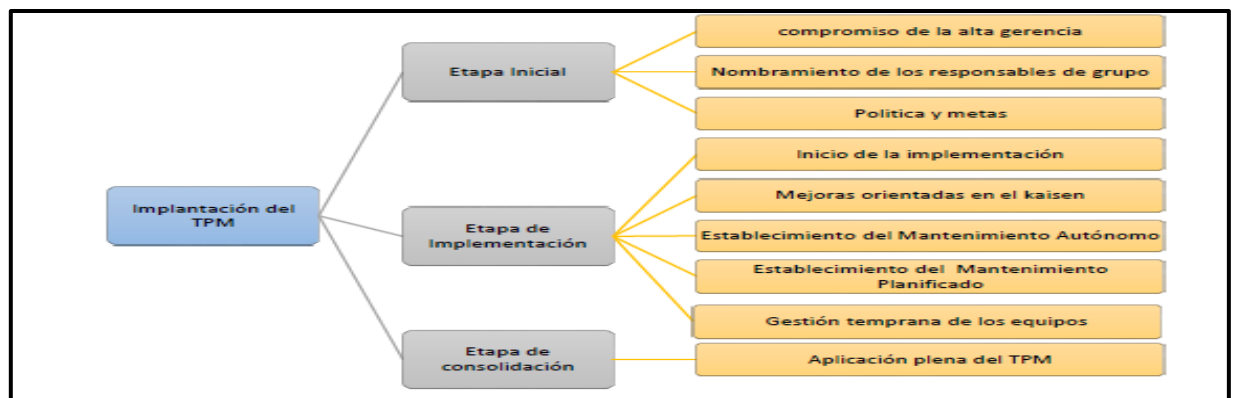 Implantación del
TPM
Etapa Inicial
compromiso de la alta gerencia
Nombramiento de los responsables de grupo
Politica y metas
Etapa de
Implementación
Inicio de la implementación
Mejoras orientadas en el kaisen
Establecimiento del Mantenimiento Autónomo
Establecimiento del Mantenimiento
Planificado
Gestión temprana de los equipos
Etapa de
consolidación
Aplicación plena del TPM